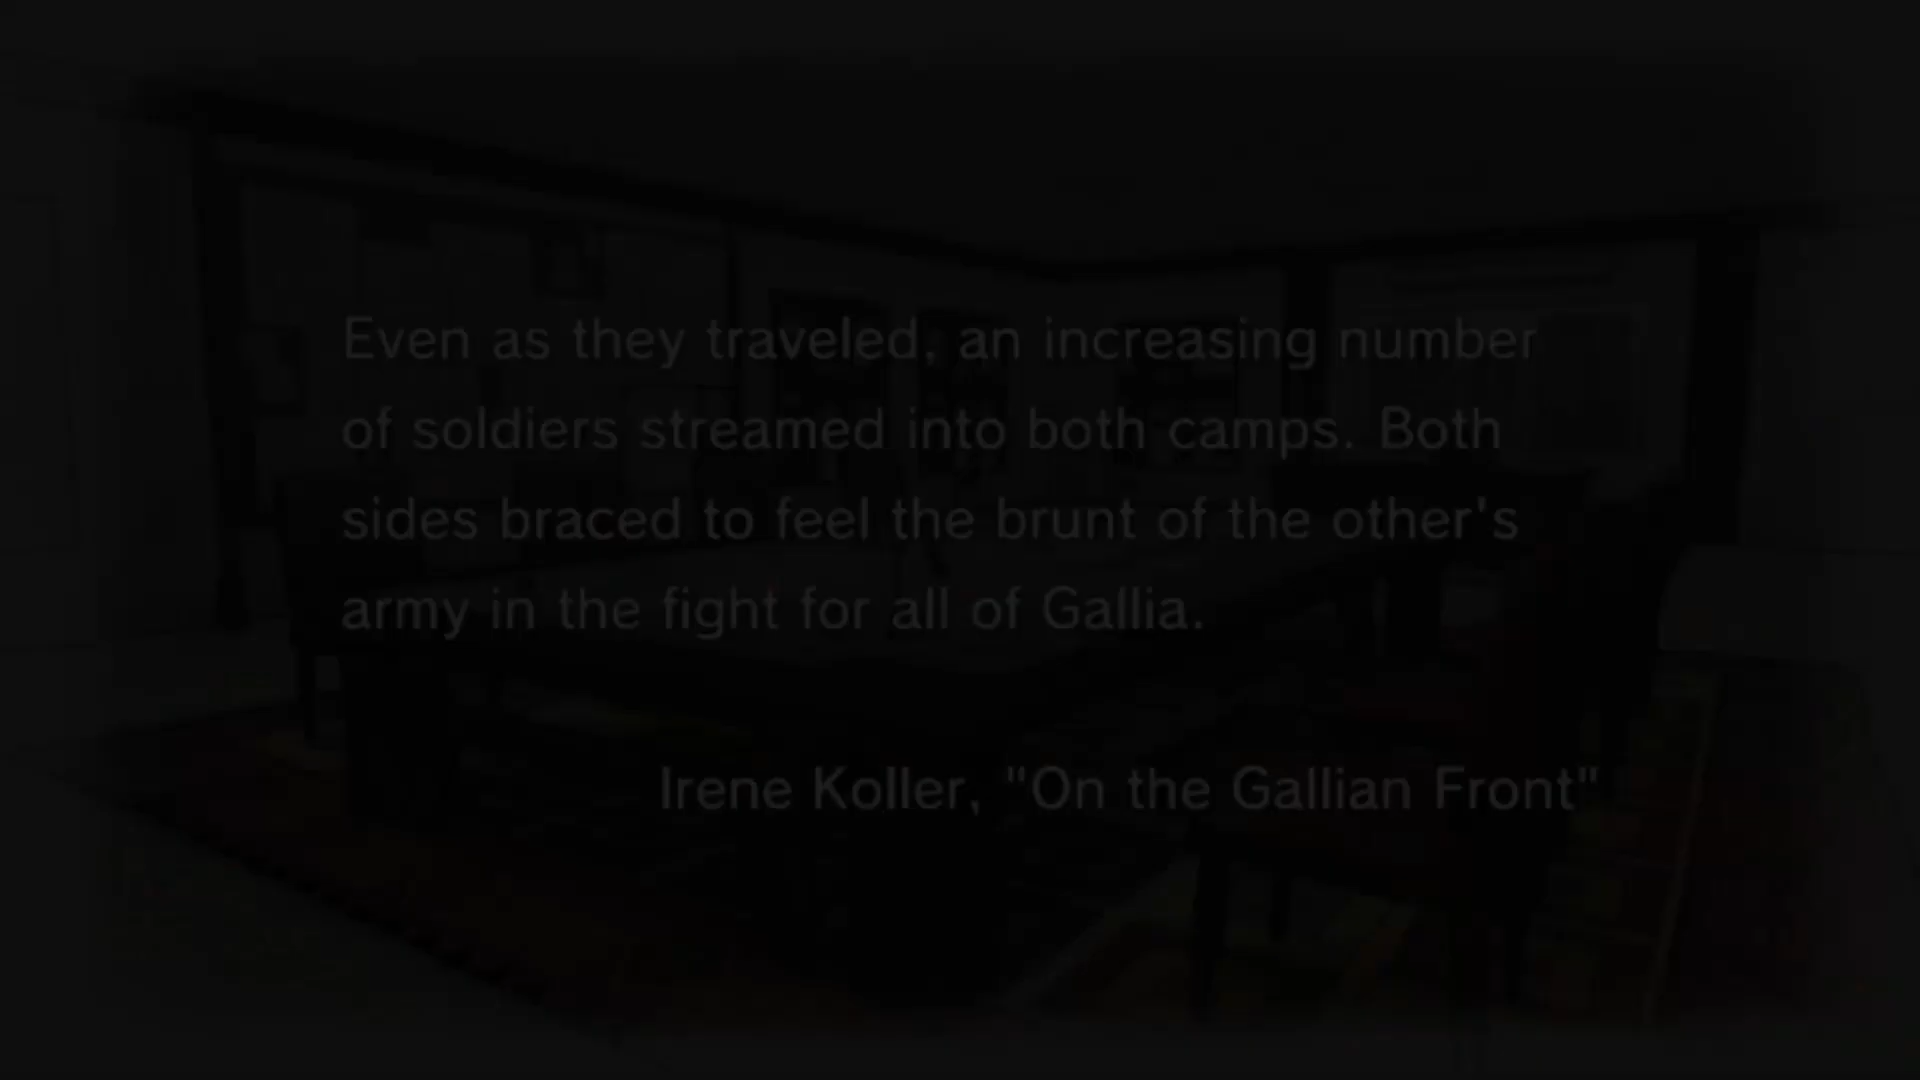 Even as they traveled, an increasing number
of soldiers streamed into both camps. Both
sides braced to feel the brunt of the other's
army in the fight for all of Gallia.
Irene Koller, "On the Gallian Front"